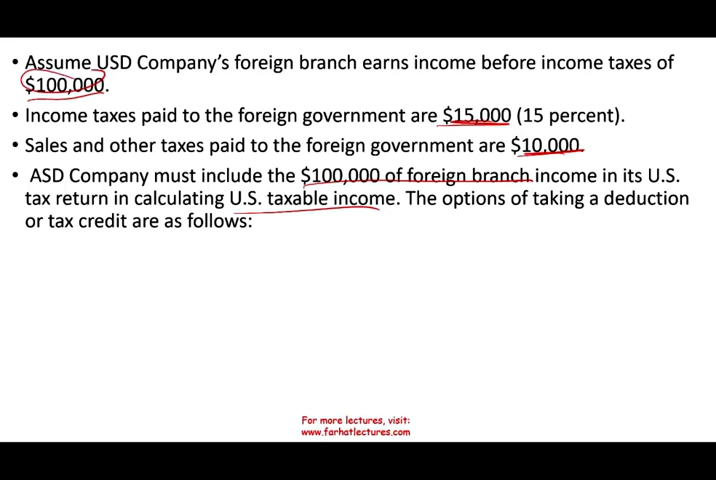 • Assume USD Company's foreign branch earns income before income taxes of
$100,000.
• Income taxes paid to the foreign government are $15,000 (15 percent).
• Sales and other taxes paid to the foreign government are $10,000.
• ASD Company must include the $100,000 of foreign branch income in its U.S.
tax return in calculating U.S. taxable income. The options of taking a deduction
or tax credit are as follows:
For more lectures, visit:
www.farhatlectures.com